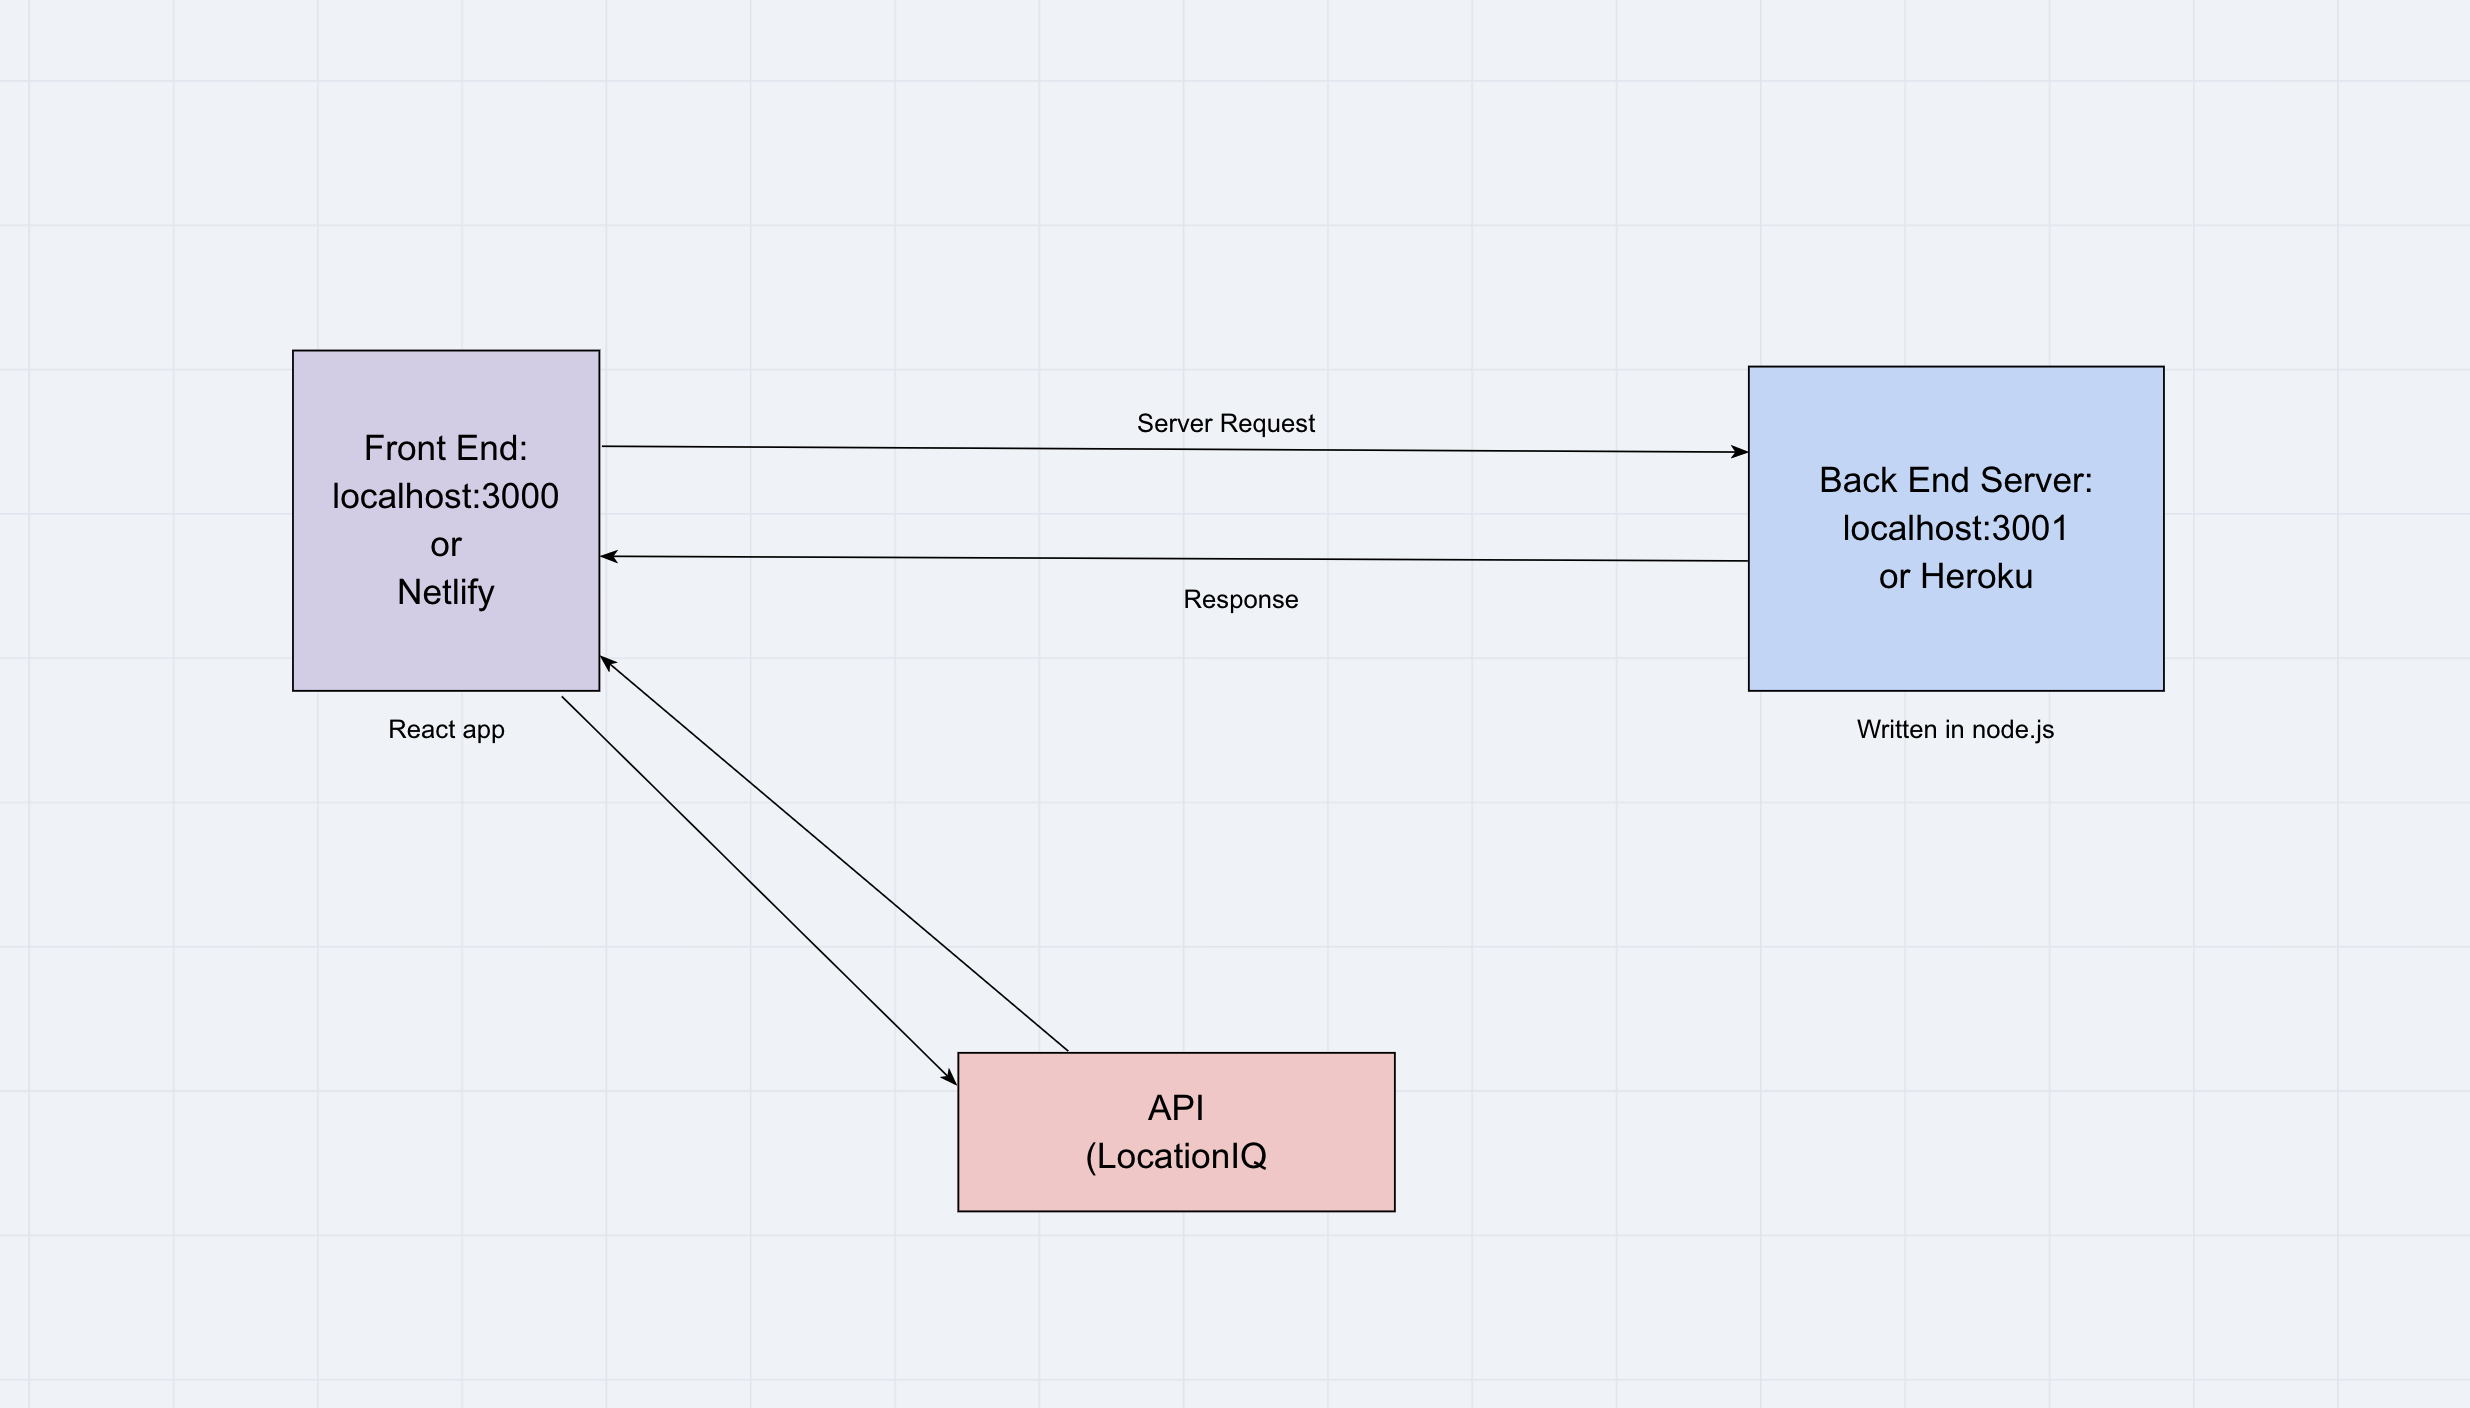 Front End:
localhost:3000
or
Netlify
React app
Server Request
Response
Back End Server:
localhost:3001
or Heroku
Written in node.js
API
(LocationIQ